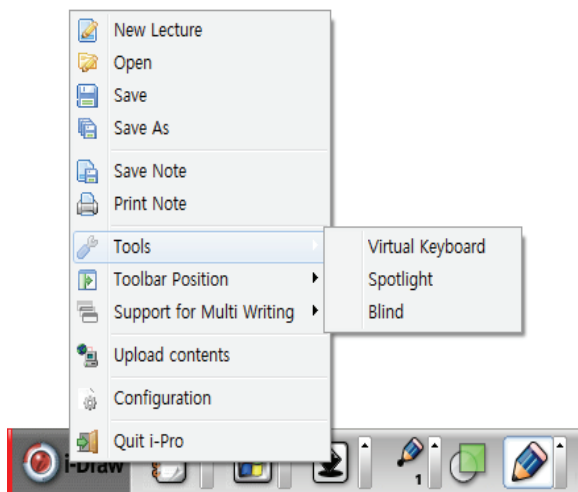 New Lecture
Open
Save
Save As
Save Note
Print Note
Tools
Virtual Keyboard
Toolbar Position
Spotlight
Support for Multi Writing
Blind
Upload contents
Configuration
Quit i-Pro
i-Draw
1